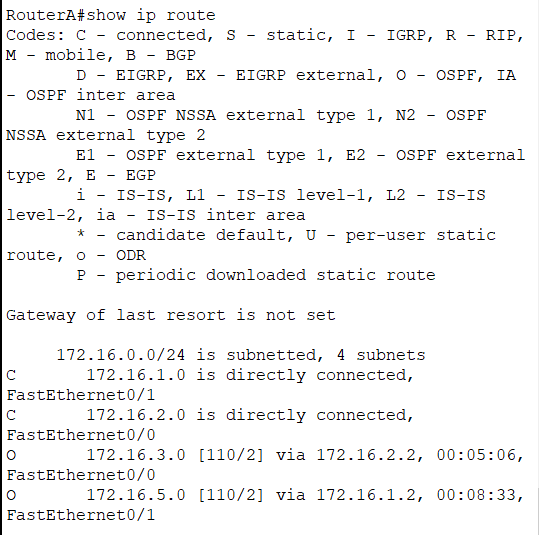 RouterA#show ip route
Codes: C - connected, S - static, I - IGRP, R - RIP,
M - mobile, B - BGP
       D - EIGRP, EX - EIGRP external, O - OSPF, IA
- OSPF inter area
       N1 - OSPF NSSA external type 1, N2 - OSPF
NSSA external type 2
       E1 - OSPF external type 1, E2 - OSPF external
type 2, E - EGP
       i - IS-IS, L1 - IS-IS level-1, L2 - IS-IS
level-2, ia - IS-IS inter area
       * - candidate default, U - per-user static
route, o - ODR
       P - periodic downloaded static route
Gateway of last resort is not set
     172.16.0.0/24 is subnetted, 4 subnets
C       172.16.1.0 is directly connected,
FastEthernet0/1
C       172.16.2.0 is directly connected,
FastEthernet0/0
O       172.16.3.0 [110/2] via 172.16.2.2, 00:05:06,
FastEthernet0/0
O       172.16.5.0 [110/2] via 172.16.1.2, 00:08:33,
FastEthernet0/1